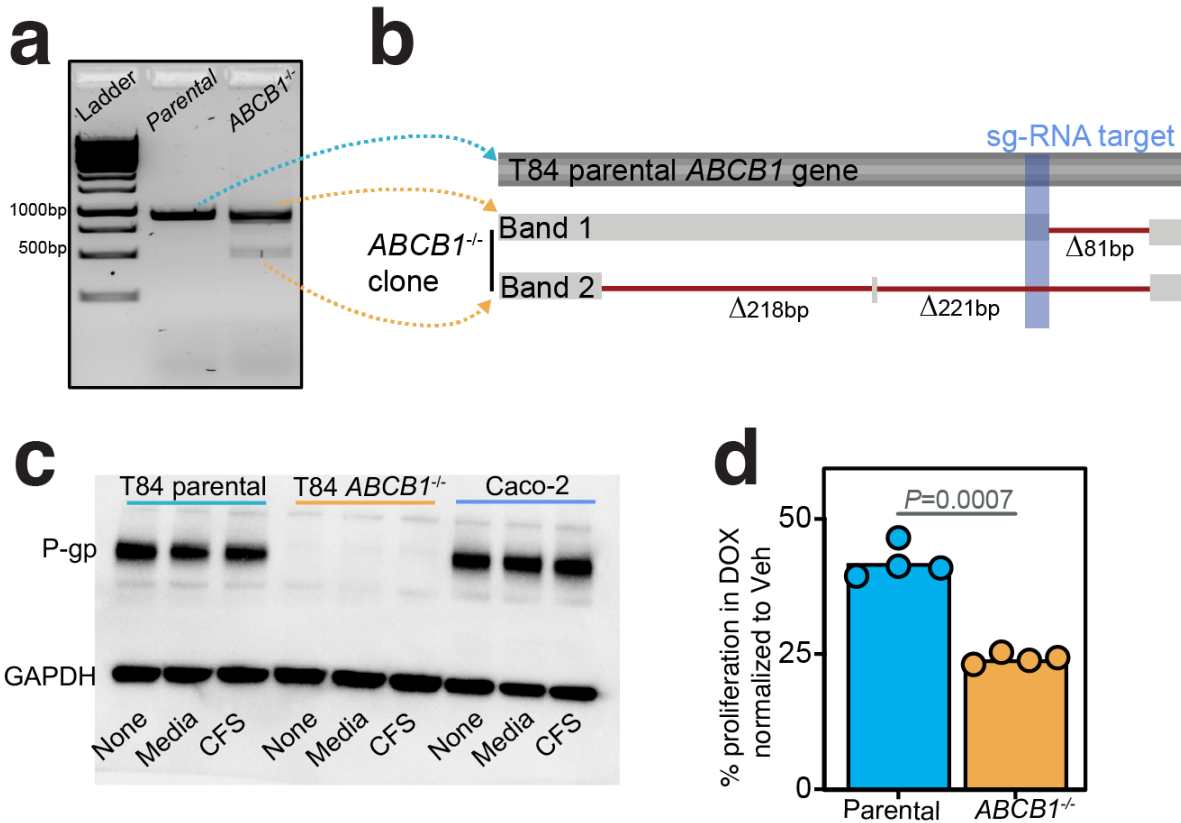 a
Ladder
Parental
ABCB1-/-
1000bp
500bp
b
sg-RNA target
T84 parental ABCB1 gene
Band 1
Δ81bp
ABCB1-/-
clone
Band 2
Δ218bp
Δ221bp
c
T84 parental
T84 ABCB1-/-
Caco-2
P-gp
GAPDH
None
Media
CFS
None
Media
CFS
None
Media
CFS
d
% proliferation in DOX
normalized to Veh
P=0.0007
50
25
0
Parental
ABCB1-/-